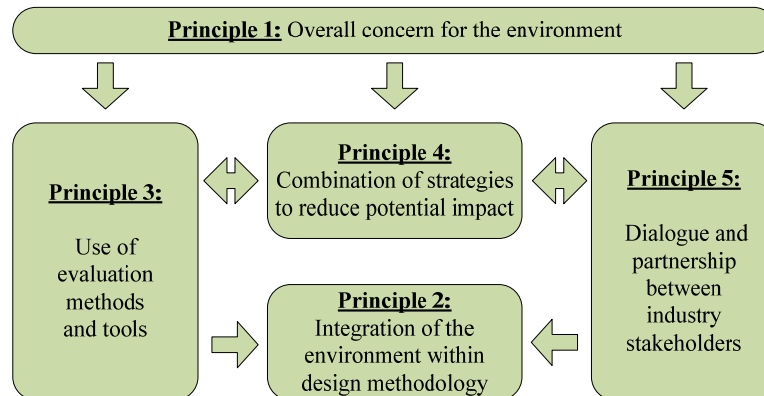 Principle 1: Overall concern for the environment
Principle 3:
Use of
evaluation
methods
and tools
Principle 4:
Combination of strategies
to reduce potential impact
Principle 2:
Integration of the
environment within
design methodology
Principle 5:
Dialogue and
partnership
between
industry
stakeholders